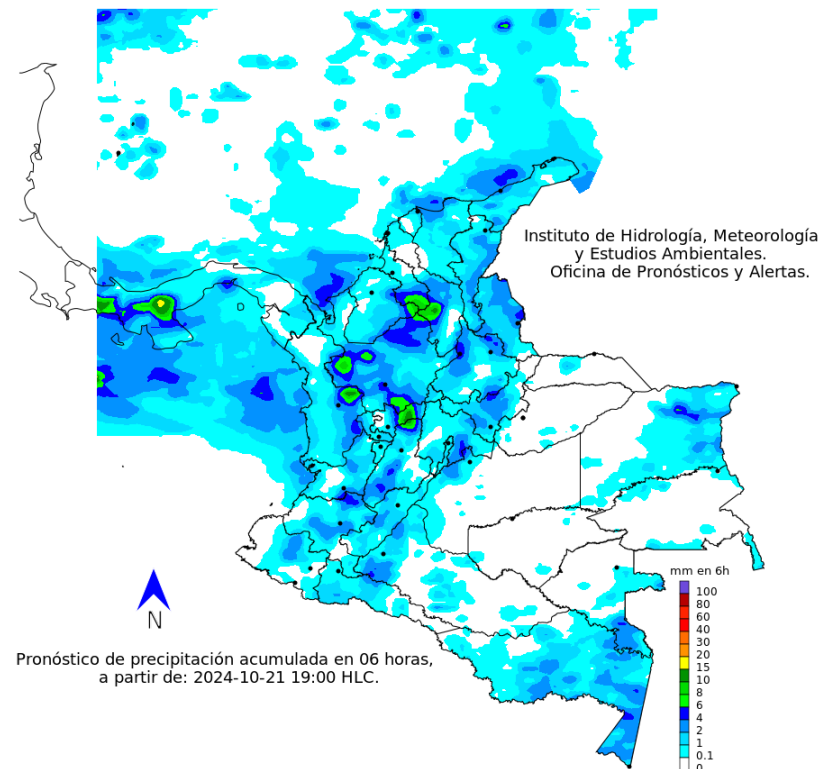 Instituto de Hidrología, Meteorología
y Estudios Ambientales.
Oficina de Pronósticos y Alertas.
mm en 6h
100
80
60
40
30
20
15
10
8
6
4
2
1
0.1
0
N
Pronóstico de precipitación acumulada en 06 horas,
a partir de: 2024-10-21 19:00 HLC.